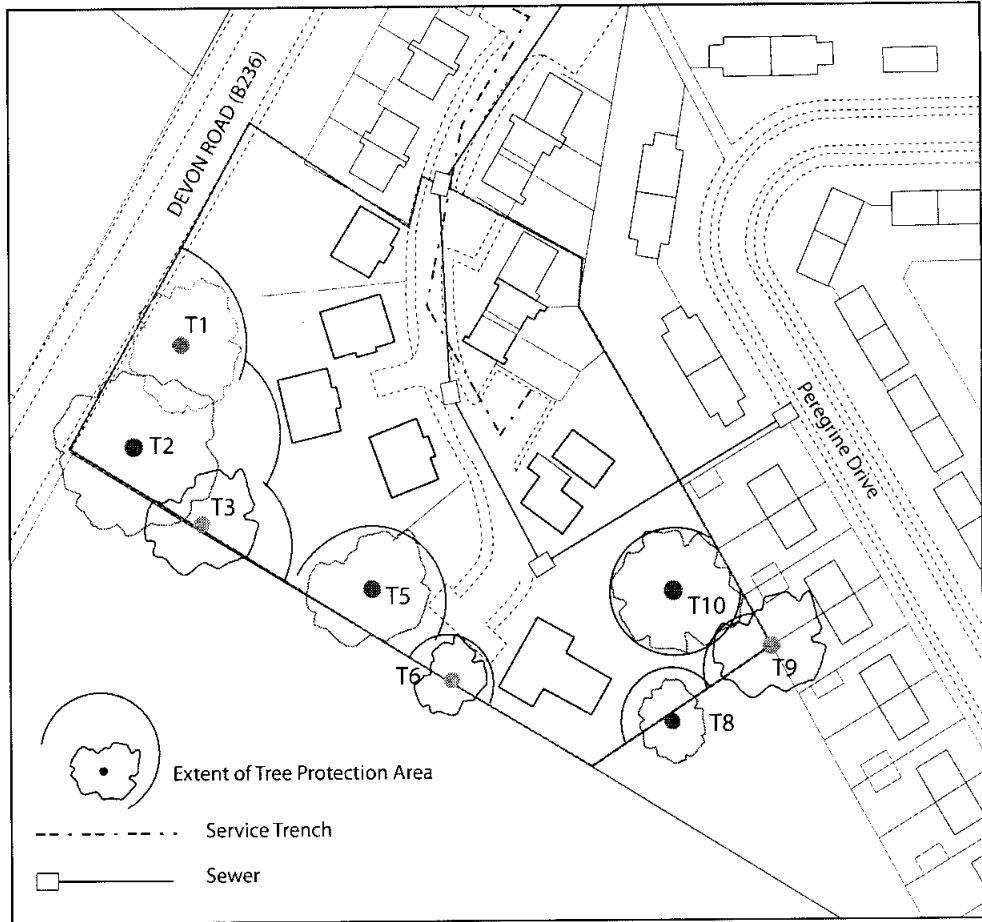 DEVON ROAD (B236)
T1
T2
T3
T5
T6
T10
T9
T8
Peregrine Drive
Extent of Tree Protection Area
Service Trench
Sewer